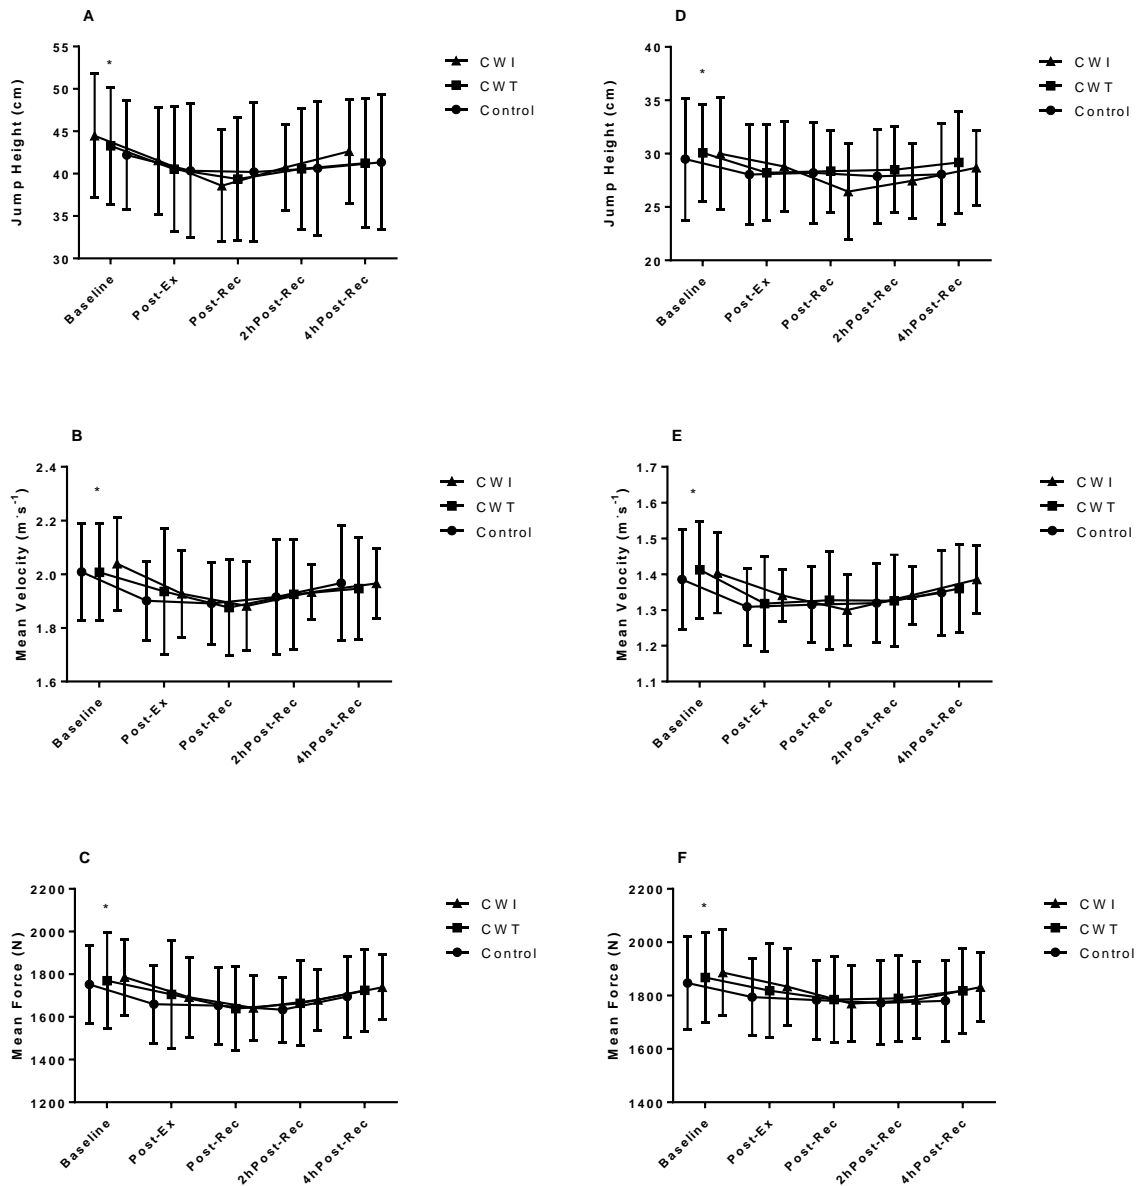 A
Jump Height (cm)
55
50
45
40
35
30
*
CWI
CWT
Control
Baseline
Post-Ex
Post-Rec
2hPost-Rec
4hPost-Rec
D
Jump Height (cm)
40
35
30
25
20
*
CWI
CWT
Control
Baseline
Post-Ex
Post-Rec
2hPost-Rec
4hPost-Rec
B
Mean Velocity (m·s⁻¹)
2.4
2.2
2.0
1.8
1.6
*
CWI
CWT
Control
Baseline
Post-Ex
Post-Rec
2hPost-Rec
4hPost-Rec
E
Mean Velocity (m·s⁻¹)
1.7
1.6
1.5
1.4
1.3
1.2
1.1
*
CWI
CWT
Control
Baseline
Post-Ex
Post-Rec
2hPost-Rec
4hPost-Rec
C
Mean Force (N)
2200
2000
1800
1600
1400
1200
*
CWI
CWT
Control
Baseline
Post-Ex
Post-Rec
2hPost-Rec
4hPost-Rec
F
Mean Force (N)
2200
2000
1800
1600
1400
*
CWI
CWT
Control
Baseline
Post-Ex
Post-Rec
2hPost-Rec
4hPost-Rec